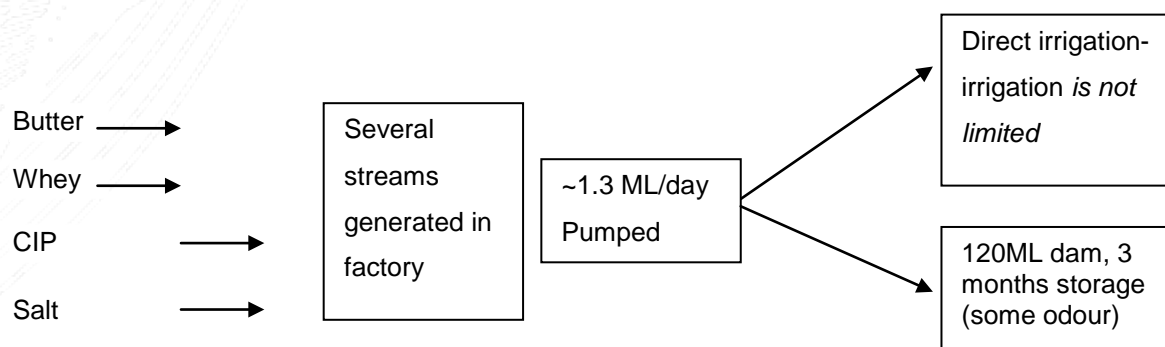 Butter
Whey
CIP
Salt
Several
streams
generated in
factory
~1.3 ML/day
Pumped
Direct irrigation-
irrigation is not
limited
120ML dam, 3
months storage
(some odour)